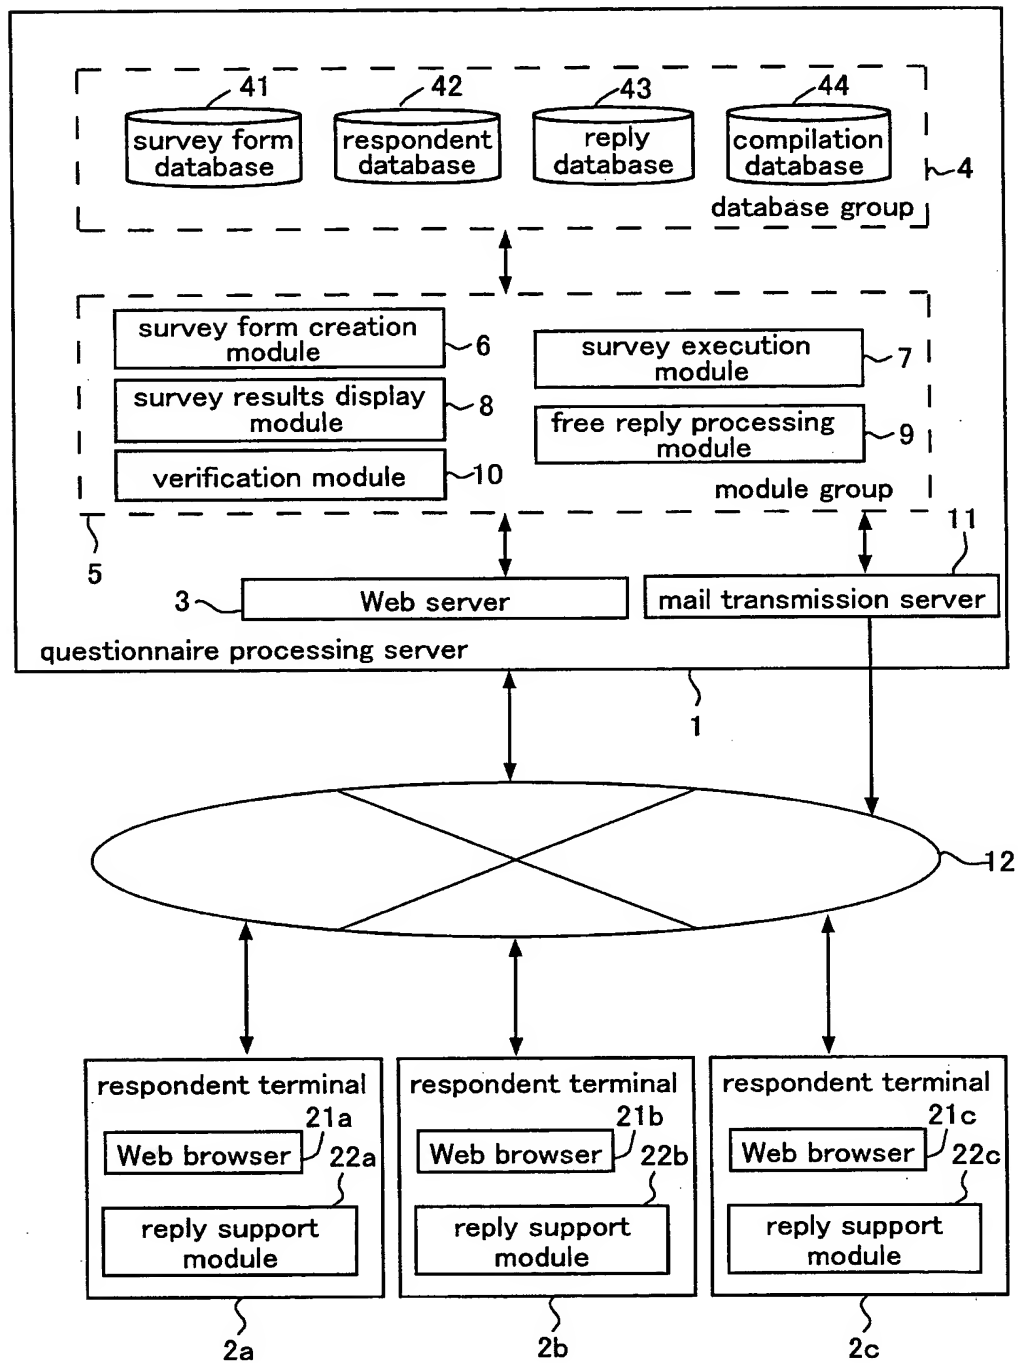 41
42
43
44
survey form
database
respondent
database
reply
database
compilation
database
4
database group
survey form creation
module
6
survey execution
module
7
survey results display
module
8
free reply processing
module
9
verification module
10
module group
5
11
3
Web server
mail transmission server
questionnaire processing server
1
12
respondent terminal
21a
Web browser
22a
reply support
module
2a
respondent terminal
21b
Web browser
22b
reply support
module
2b
respondent terminal
21c
Web browser
22c
reply support
module
2c